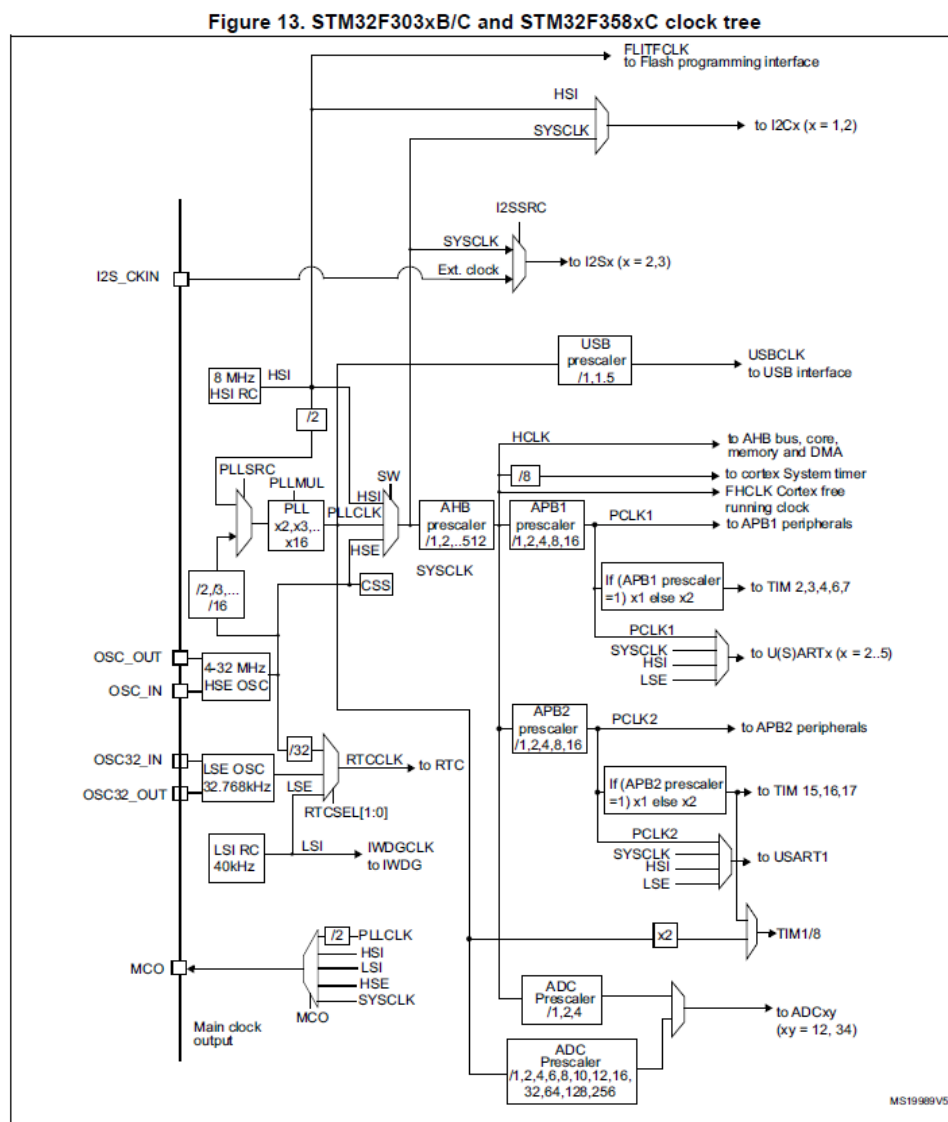 Figure 13. STM32F303xB/C and STM32F358xC clock tree
FLITFCLK
to Flash programming interface
HSI
SYSCLK
to I2Cx (x = 1,2)
I2SSRC
SYSCLK
Ext. clock
to I2Sx (x = 2,3)
I2S_CKIN
USB
prescaler
/1,1.5
USBCLK
to USB interface
8 MHz
HSI RC
HSI
/2
HCLK
to AHB bus, core,
memory and DMA
/8
to cortex System timer
FHCLK Cortex free
running clock
PLLSRC
PLLMUL
PLL
x2,x3,..
x16
SW
HSI
PLLCLK
HSE
AHB
prescaler
/1,2,..512
SYSCLK
APB1
prescaler
/1,2,4,8,16
PCLK1
to APB1 peripherals
/2,/3,...
/16
CSS
If (APB1 prescaler
=1) x1 else x2
to TIM 2,3,4,6,7
PCLK1
SYSCLK
HSI
LSE
to U(S)ARTx (x = 2..5)
OSC_OUT
OSC_IN
4-32 MHz
HSE OSC
APB2
prescaler
/1,2,4,8,16
PCLK2
to APB2 peripherals
OSC32_IN
OSC32_OUT
LSE OSC
32.768kHz
/32
LSE
RTCCLK
to RTC
RTCSEL[1:0]
If (APB2 prescaler
=1) x1 else x2
to TIM 15,16,17
LSI RC
40kHz
LSI
IWDGCLK
to IWDG
PCLK2
SYSCLK
HSI
LSE
to USART1
x2
TIM1/8
MCO
/2
PLLCLK
HSI
LSI
HSE
SYSCLK
MCO
Main clock
output
ADC
Prescaler
/1,2,4
to ADCxy
(xy = 12, 34)
ADC
Prescaler
/1,2,4,6,8,10,12,16,
32,64,128,256
MS19989V5